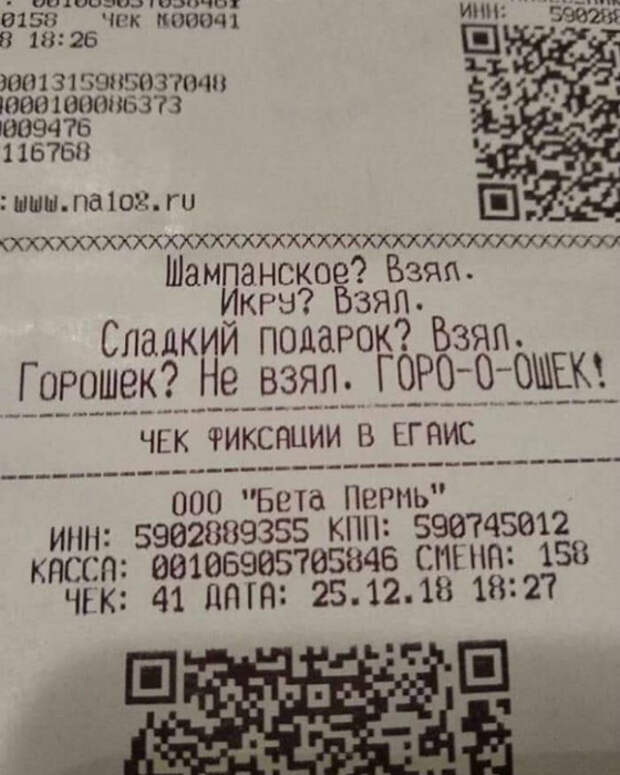 0158 Чек №00041
8 18:26
ИНН:
0001315985037048
0000100086373
009476
116768
:www.nalog.ru
Шампанское? Взял.
Икру? Взял.
Сладкий подарок? Взял.
Горошек? Не взял. ГОРО-О-ОШЕК!
ЧЕК ФИКСАЦИИ В ЕГАИС
ООО "Бета Пермь"
ИНН: 5902889355 КПП: 590745012
КАССА: 00106905705846 СМЕНА: 158
ЧЕК: 41 ДАТА: 25.12.18 18:27